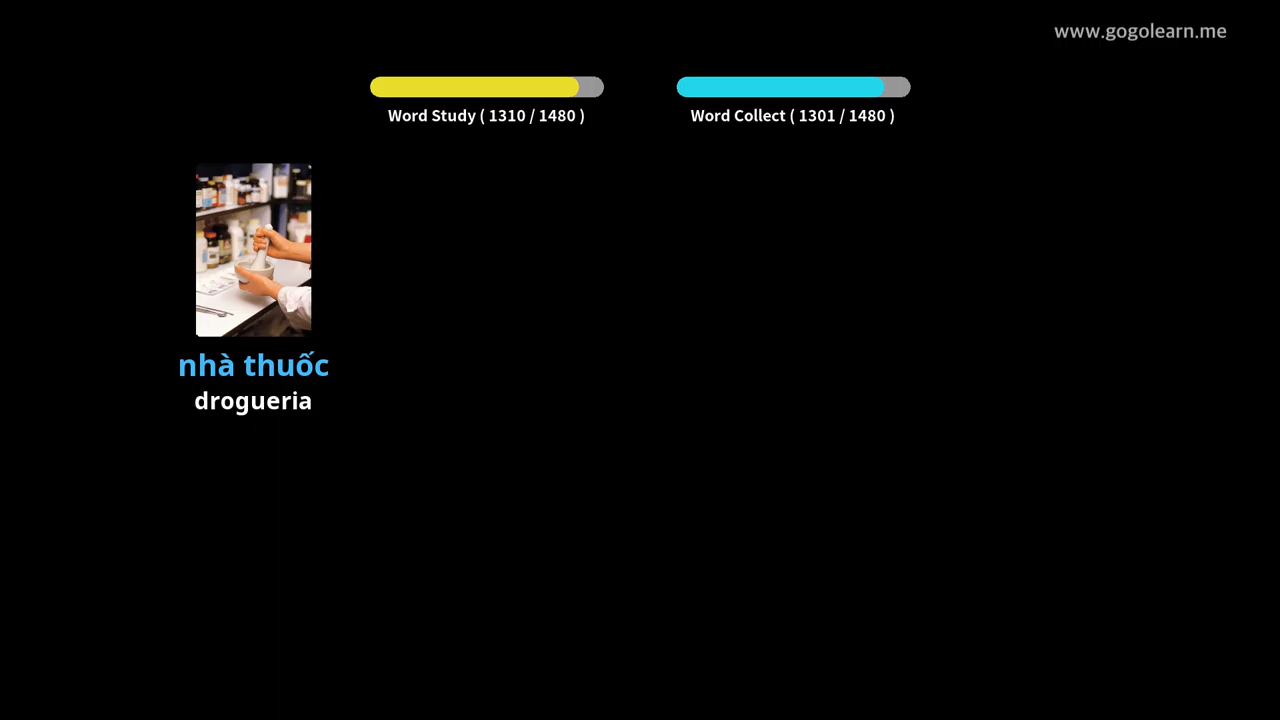 www.gogolearn.me
Word Study ( 1310 / 1480 )
Word Collect ( 1301 / 1480 )
nhà thuốc
drogueria